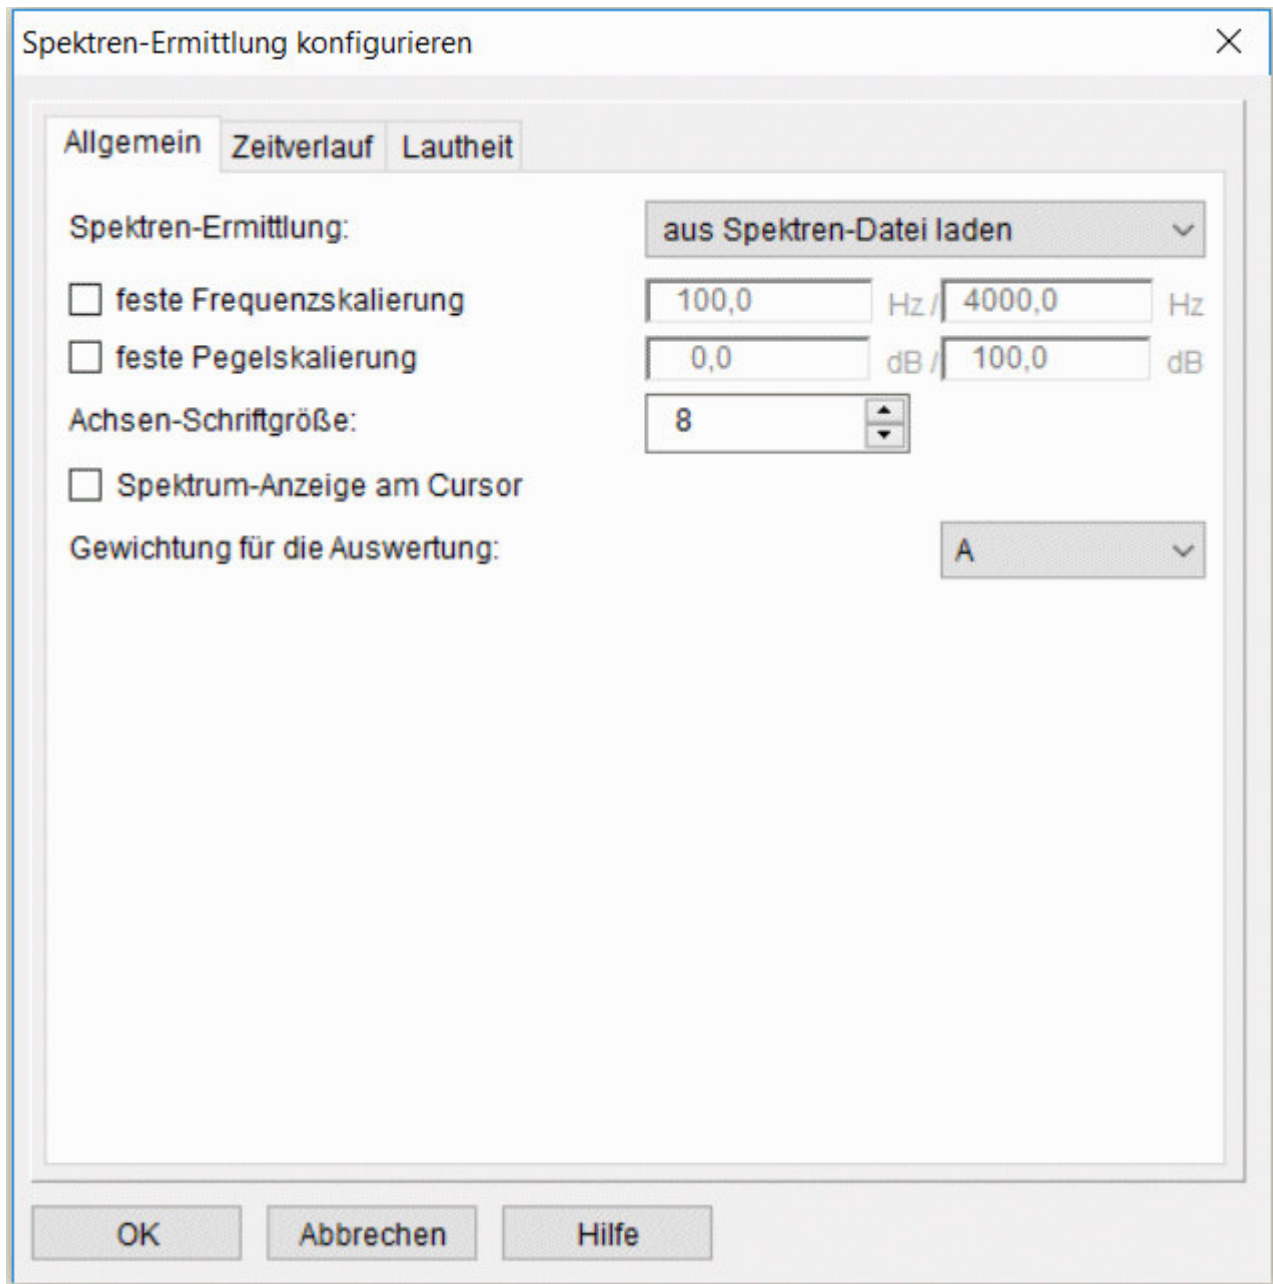 Spektren-Ermittlung konfigurieren
Allgemein Zeitverlauf Lautheit
Spektren-Ermittlung: aus Spektren-Datei laden
feste Frequenzskalierung 100,0 Hz / 4000,0 Hz
feste Pegelskalierung 0,0 dB / 100,0 dB
Achsen-Schriftgröße: 8
Spektrum-Anzeige am Cursor
Gewichtung für die Auswertung: A
OK Abbrechen Hilfe